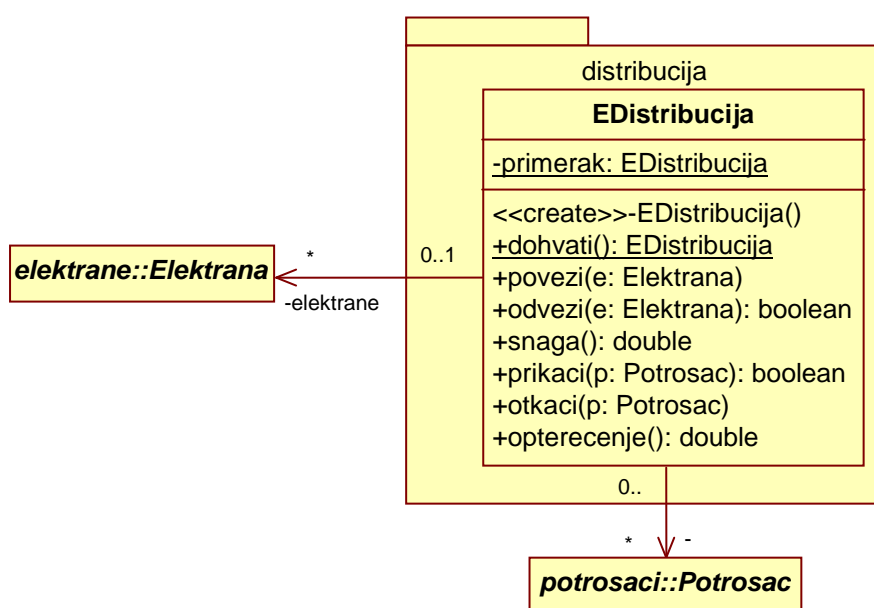 distribucija
EDistribucija
-primerak: EDistribucija
<<create>>-EDistribucija()
+dohvati(): EDistribucija
+povezi(e: Elektrana)
+odvezi(e: Elektrana): boolean
+snaga(): double
+prikaci(p: Potrosac): boolean
+otkaci(p: Potrosac)
+opterecenje(): double
elektrane::Elektrana
* 0..1
-elektrane
0..
* -
potrosaci::Potrosac